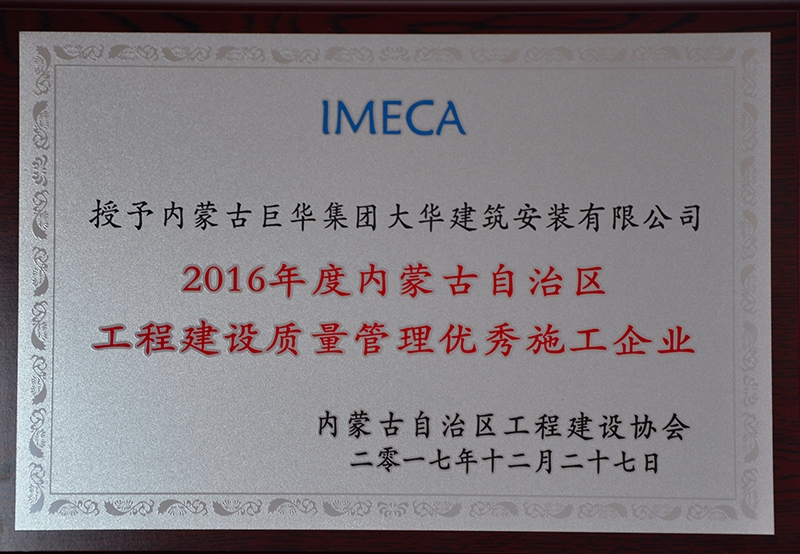 IMECA
授予内蒙古巨华集团大华建筑安装有限公司
2016年度内蒙古自治区
工程建设质量管理优秀施工企业
内蒙古自治区工程建设协会
二零一七年十二月二十七日